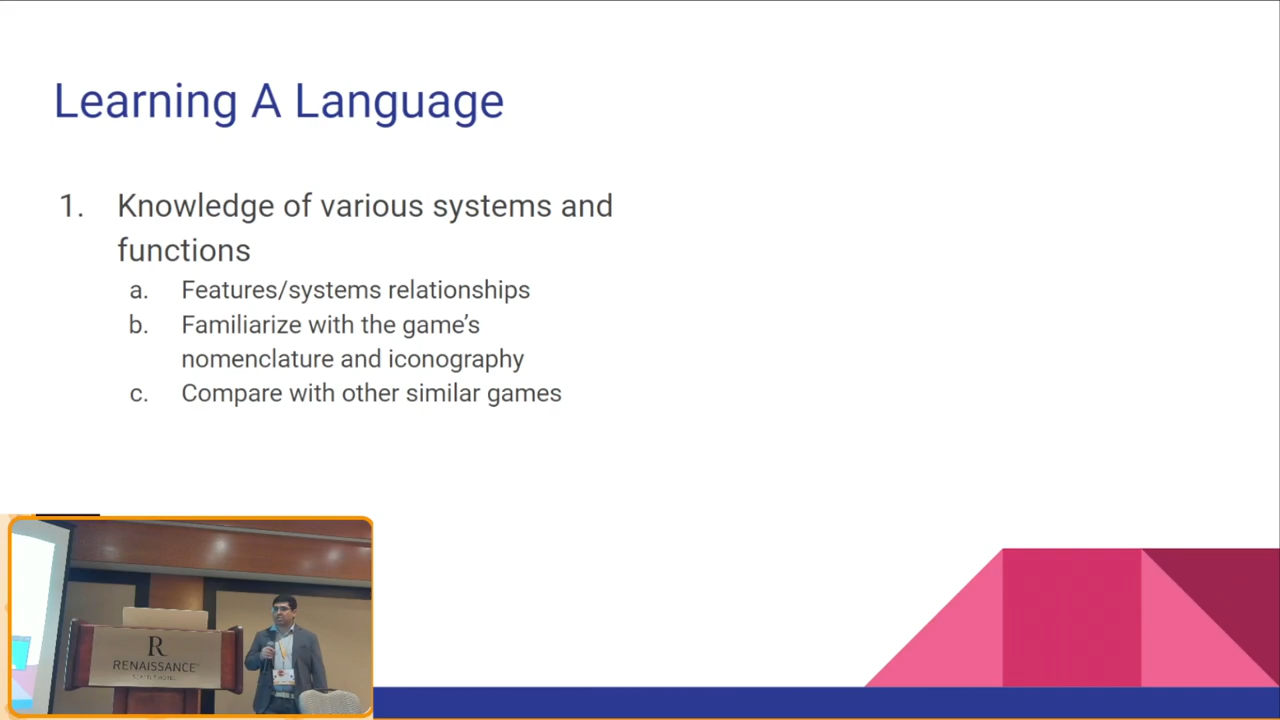 Learning A Language
1. Knowledge of various systems and
functions
a. Features/systems relationships
b. Familiarize with the game's
nomenclature and iconography
c. Compare with other similar games
R
RENAISSANCE